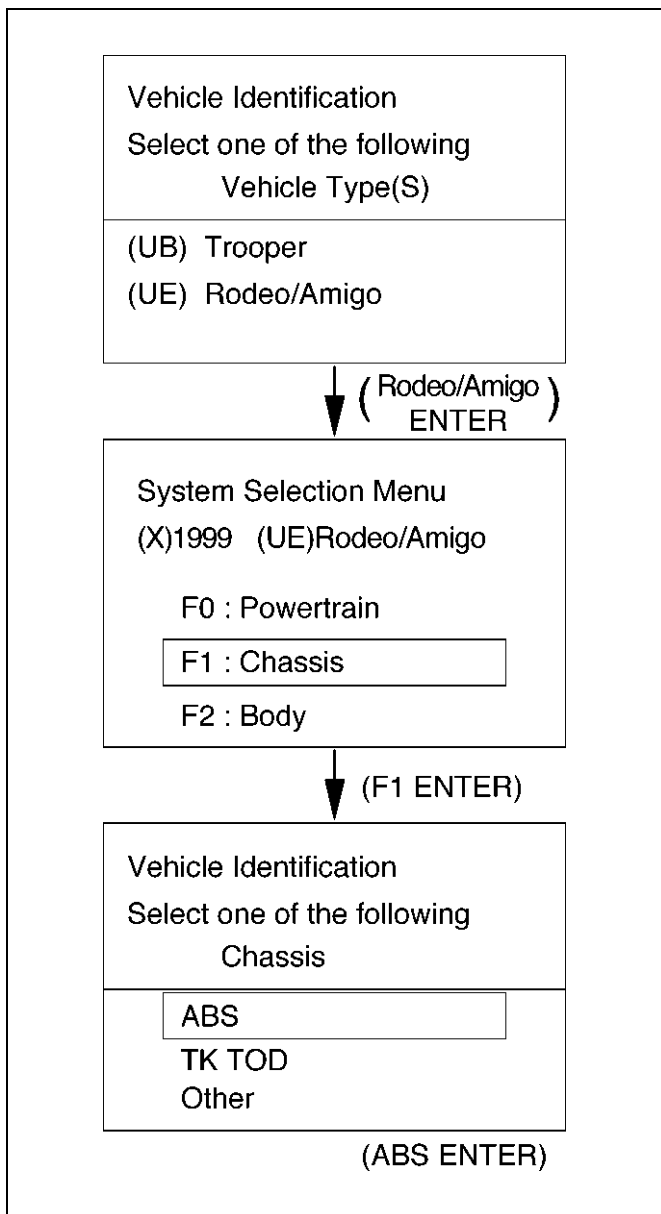 Vehicle Identification
Select one of the following
Vehicle Type(S)
(UB) Trooper
(UE) Rodeo/Amigo
(Rodeo/Amigo
ENTER)
System Selection Menu
(X)1999 (UE)Rodeo/Amigo
F0 : Powertrain
F1 : Chassis
F2 : Body
(F1 ENTER)
Vehicle Identification
Select one of the following
Chassis
ABS
TK TOD
Other
(ABS ENTER)